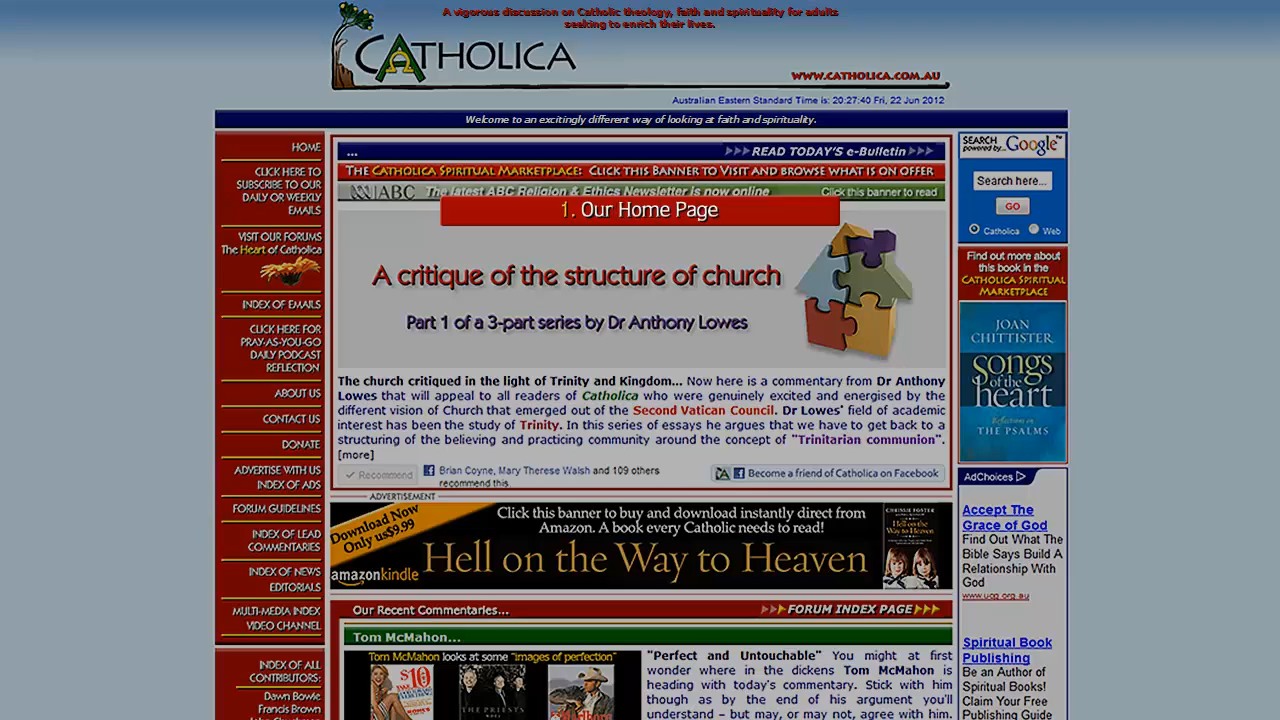 A vigorous discussion on Catholic theology, faith and spirituality for adults
seeking to enrich their lives.
CATHOLICA
WWW.CATHOLICA.COM.AU
Australian Eastern Standard Time is: 20:27:40 Fri, 22 Jun 2012
Welcome to an excitingly different way of looking at faith and spirituality.
HOME
CLICK HERE TO
SUBSCRIBE TO OUR
DAILY OR WEEKLY
EMAILS
VISIT OUR FORUMS
The Heart of Catholica
INDEX OF EMAILS
CLICK HERE FOR
PRAY-AS-YOU-GO
DAILY PODCAST
REFLECTION
ABOUT US
CONTACT US
DONATE
ADVERTISE WITH US
INDEX OF ADS
FORUM GUIDELINES
INDEX OF LEAD
COMMENTARIES
INDEX OF NEWS
EDITORIALS
MULTI-MEDIA INDEX
VIDEO CHANNEL
INDEX OF ALL
CONTRIBUTORS:
Dawn Bowie
Francis Brown
... READ TODAY'S e-Bulletin
THE CATHOLICA SPIRITUAL MARKETPLACE: CLICK THIS BANNER TO VISIT AND BROWSE WHAT IS ON OFFER
ABC The latest ABC Religion & Ethics Newsletter is now online Click this banner to read
1. Our Home Page
A critique of the structure of church
Part 1 of a 3-part series by Dr Anthony Lowes
The church critiqued in the light of Trinity and Kingdom... Now here is a commentary from Dr Anthony
Lowes that will appeal to all readers of Catholica who were genuinely excited and energised by the
different vision of Church that emerged out of the Second Vatican Council. Dr Lowes' field of academic
interest has been the study of Trinity. In this series of essays he argues that we have to get back to a
structuring of the believing and practicing community around the concept of "Trinitarian communion".
[more]
Recommend
Brian Coyne, Mary Therese Walsh and 109 others
recommend this.
Become a friend of Catholica on Facebook
ADVERTISEMENT
Download Now
Only us$9.99
amazonkindle
Click this banner to buy and download instantly direct from
Amazon. A book every Catholic needs to read!
Hell on the Way to Heaven
CHRISSIE FOSTER
Hell on the
Way to Heaven
Our Recent Commentaries... FORUM INDEX PAGE
Tom McMahon...
Tom McMahon looks at some "images of perfection"
$10
THE PRIESTS
"Perfect and Untouchable" You might at first
wonder where in the dickens Tom McMahon is
heading with today's commentary. Stick with him
though as by the end of his argument you'll
understand – but may, or may not, agree with him.
SEARCH
powered by... Google
Search here...
GO
Catholica Web
Find out more about
this book in the
CATHOLICA SPIRITUAL
MARKETPLACE
JOAN
CHITTISTER
songs
of the
heart
Reflections on
THE PSALMS
AdChoices
Accept The
Grace of God
Find Out What The
Bible Says Build A
Relationship With
God
www.ucg.org.au
Spiritual Book
Publishing
Be an Author of
Spiritual Books!
Claim Your Free
Publishing Guide